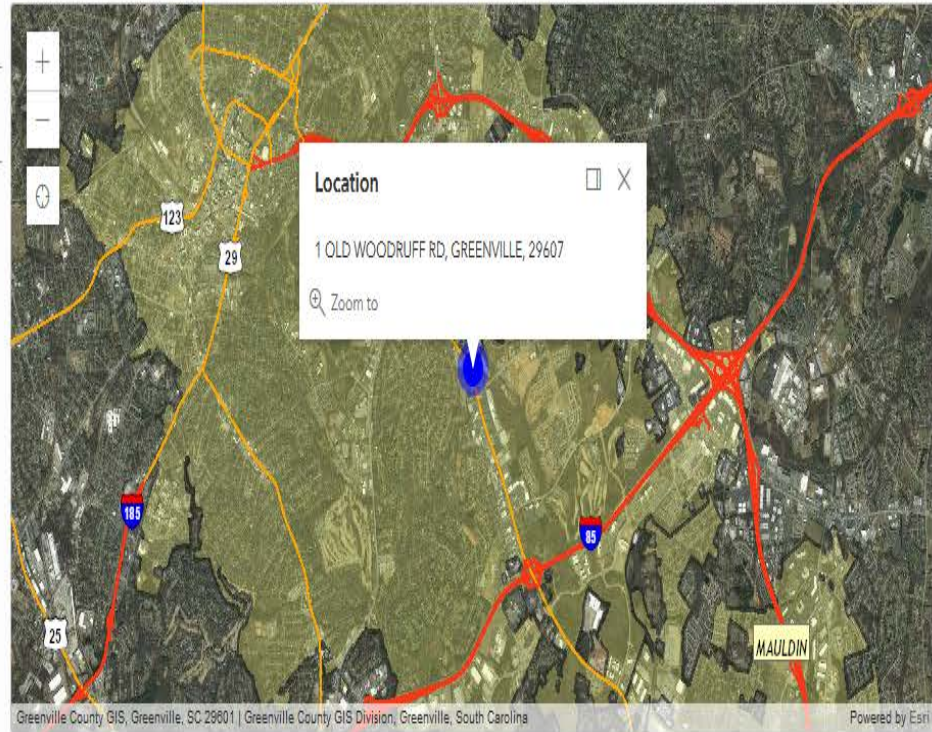 +
−
Location
1 OLD WOODRUFF RD, GREENVILLE, 29607
Zoom to
123
29
185
85
25
MAULDIN
Greenville County GIS, Greenville, SC 29601 | Greenville County GIS Division, Greenville, South Carolina
Powered by Esri